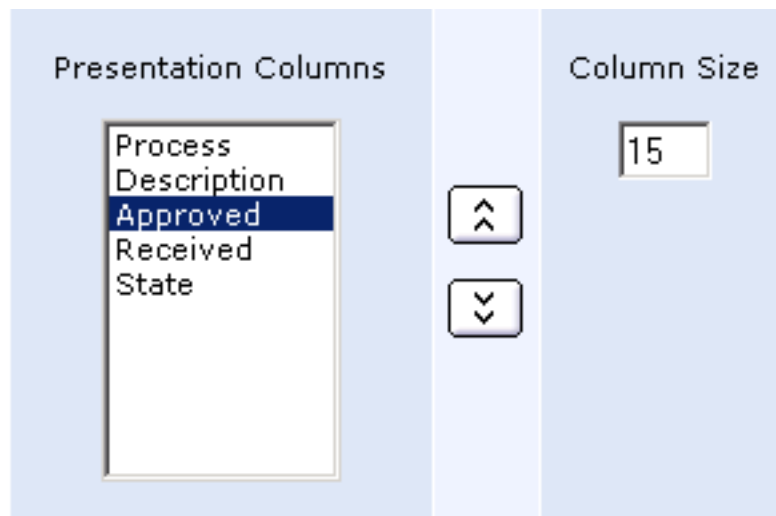 Presentation Columns
Column Size
Process
Description
Approved
Received
State
15